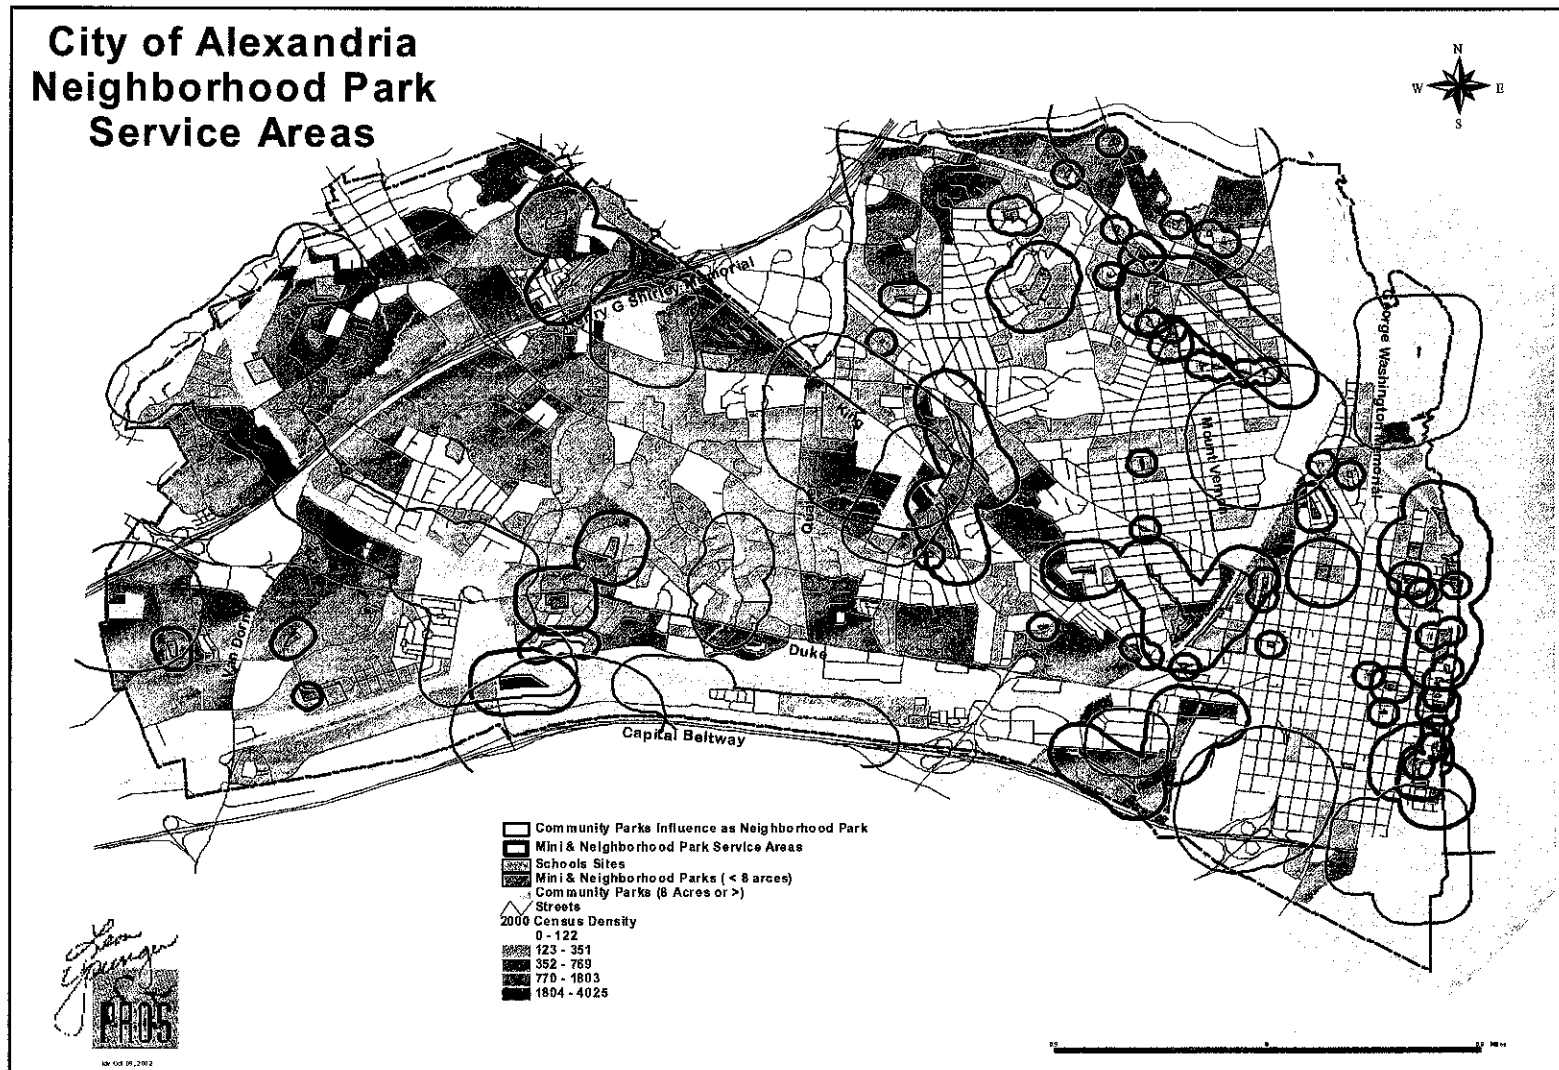 City of Alexandria
Neighborhood Park
Service Areas
N
W
E
S
Mount Vernon
George Washington Memorial
King
Duke
Capital Beltway
Community Parks Influence as Neighborhood Park
Mini & Neighborhood Park Service Areas
Schools Sites
Mini & Neighborhood Parks ( < 8 arces)
Community Parks (8 Acres or >)
Streets
2000 Census Density
0 - 122
123 - 351
352 - 769
770 - 1803
1804 - 4025
Leon
Younger
PROS